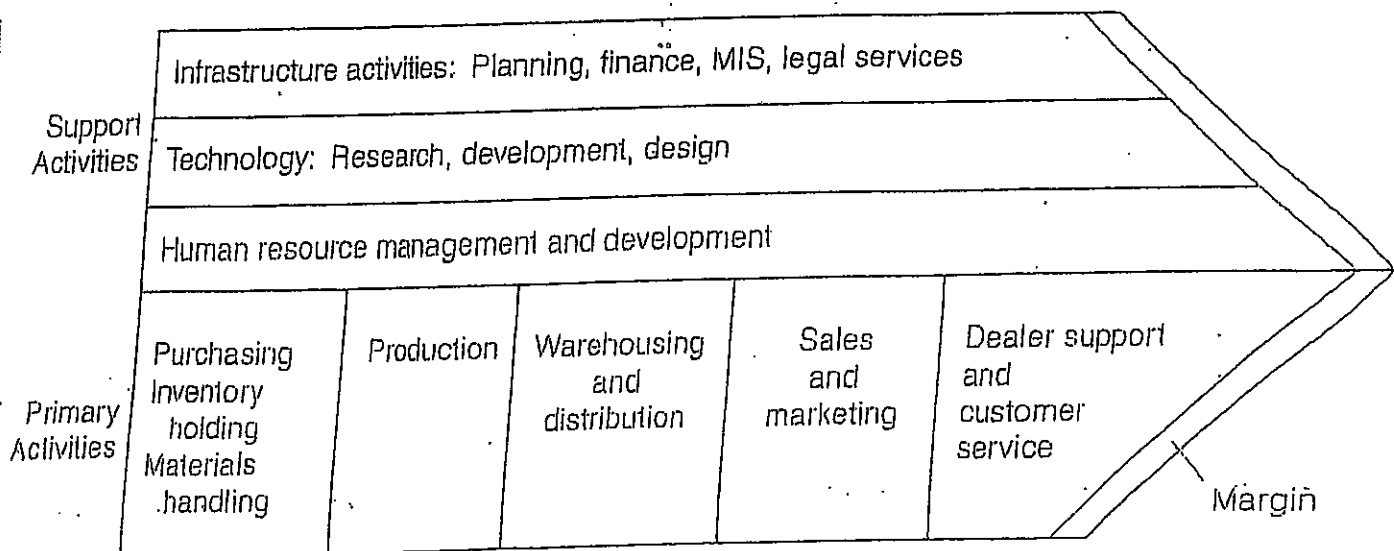 Support
Activities
Infrastructure activities: Planning, finance, MIS, legal services
Technology: Research, development, design
Human resource management and development
Primary
Activities
Purchasing
Inventory
holding
Materials
handling
Production
Warehousing
and
distribution
Sales
and
marketing
Dealer support
and
customer
service
Margin